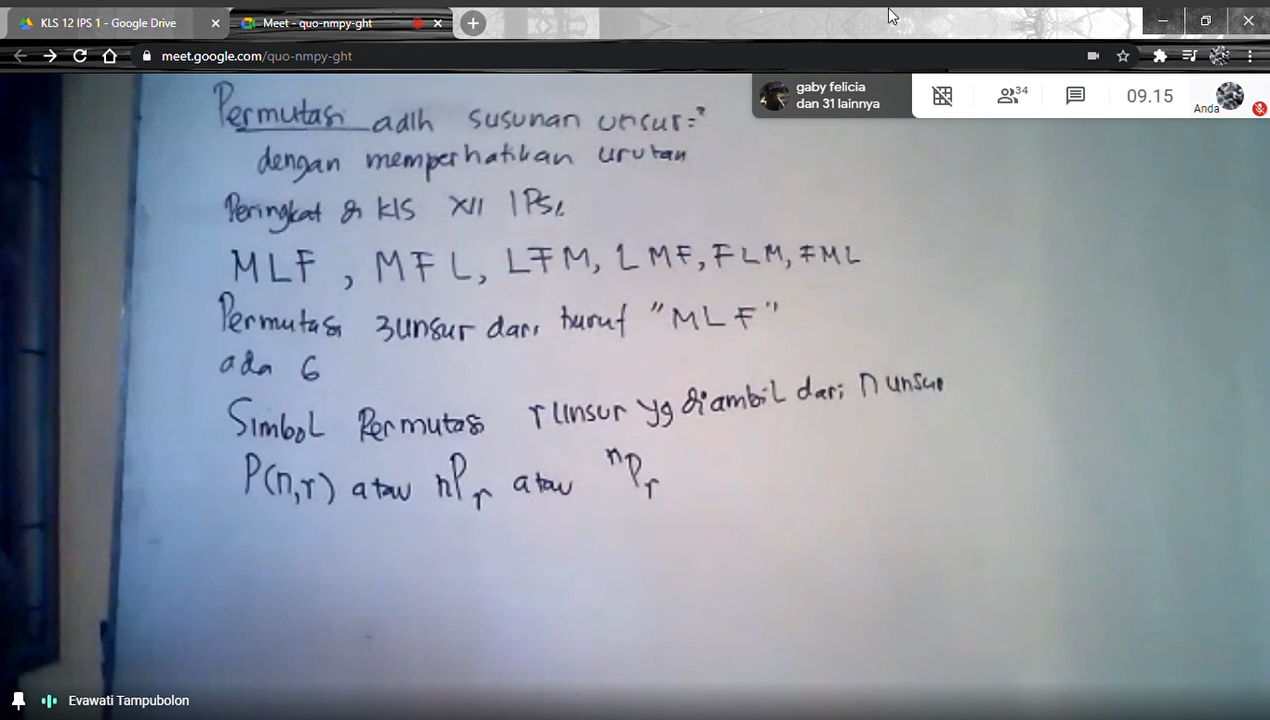 KLS 12 IPS 1 - Google Drive
Meet - quo-nmpy-ght
meet.google.com/quo-nmpy-ght
gaby felicia
dan 31 lainnya
34
09.15
Anda
Permutasi adlh susunan unsur=²
dengan memperhatikan urutan
Peringkat di Kls XII IPS1
MLF, MFL, LFM, LMF, FLM, FML
Permutasi 3 unsur dari huruf "MLF"
ada 6
Simbol Permutasi r unsur yg diambil dari n unsur
P(n,r) atau nPr atau ⁿPr
Evawati Tampubolon